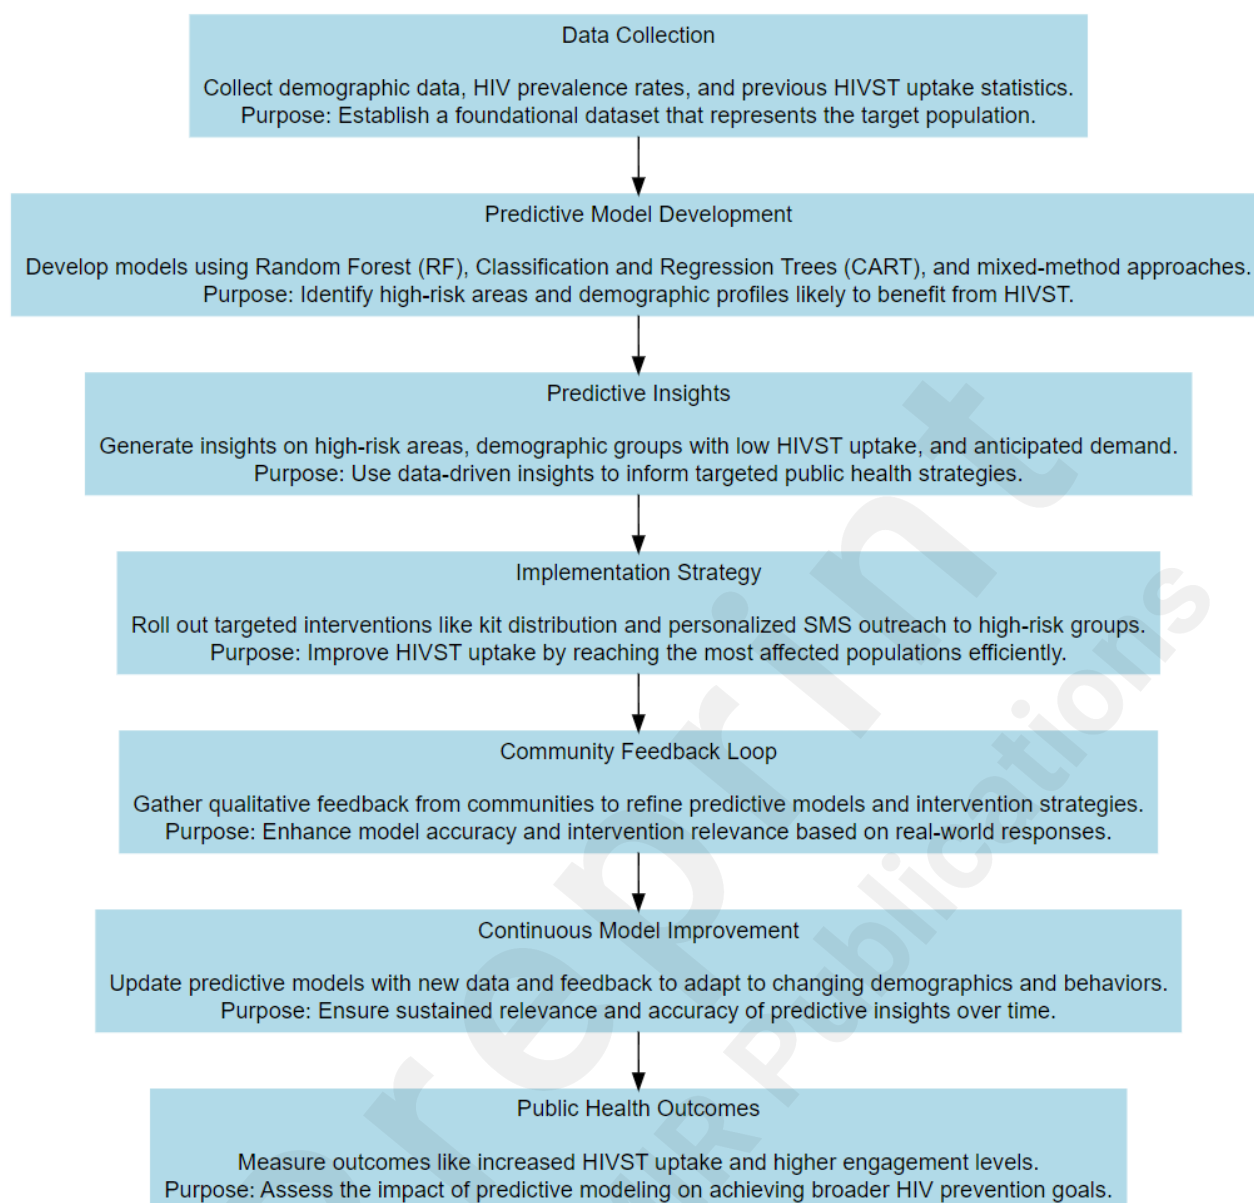 Data Collection
Collect demographic data, HIV prevalence rates, and previous HIVST uptake statistics.
Purpose: Establish a foundational dataset that represents the target population.
Predictive Model Development
Develop models using Random Forest (RF), Classification and Regression Trees (CART), and mixed-method approaches.
Purpose: Identify high-risk areas and demographic profiles likely to benefit from HIVST.
Predictive Insights
Generate insights on high-risk areas, demographic groups with low HIVST uptake, and anticipated demand.
Purpose: Use data-driven insights to inform targeted public health strategies.
Implementation Strategy
Roll out targeted interventions like kit distribution and personalized SMS outreach to high-risk groups.
Purpose: Improve HIVST uptake by reaching the most affected populations efficiently.
Community Feedback Loop
Gather qualitative feedback from communities to refine predictive models and intervention strategies.
Purpose: Enhance model accuracy and intervention relevance based on real-world responses.
Continuous Model Improvement
Update predictive models with new data and feedback to adapt to changing demographics and behaviors.
Purpose: Ensure sustained relevance and accuracy of predictive insights over time.
Public Health Outcomes
Measure outcomes like increased HIVST uptake and higher engagement levels.
Purpose: Assess the impact of predictive modeling on achieving broader HIV prevention goals.
Preprint
Publications